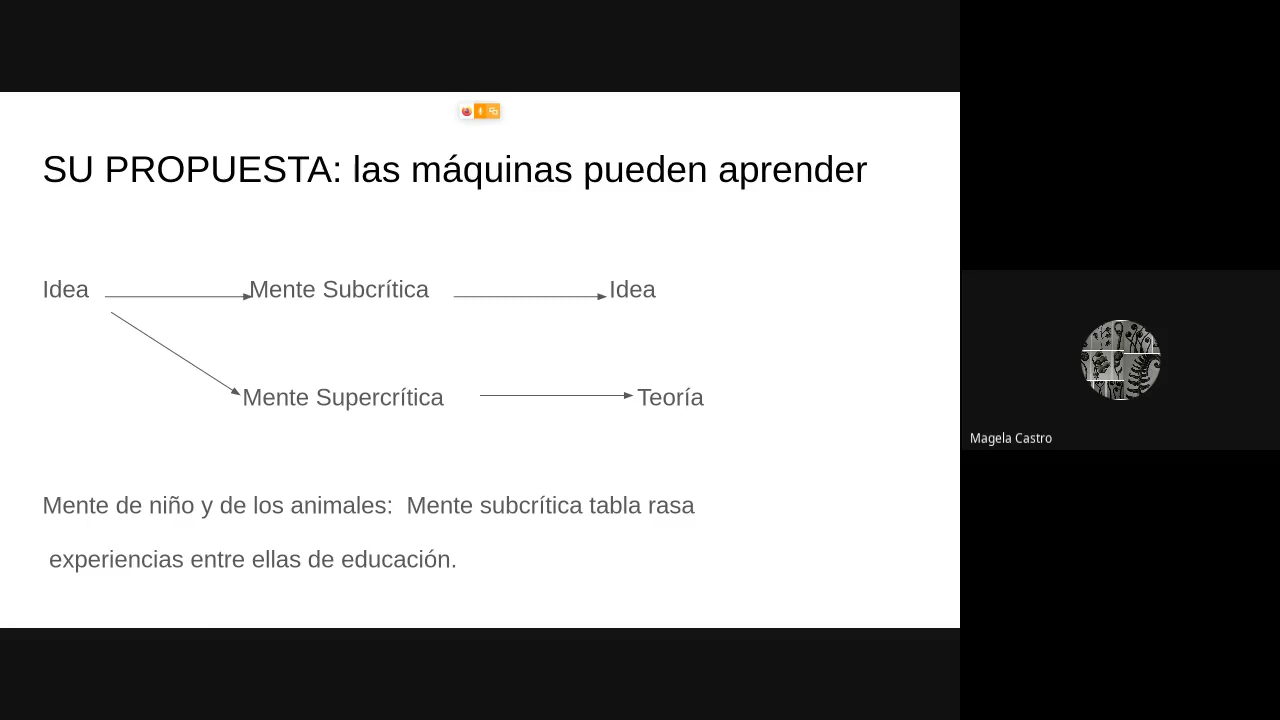 SU PROPUESTA: las máquinas pueden aprender
Idea Mente Subcrítica Idea
Mente Supercrítica Teoría
Mente de niño y de los animales: Mente subcrítica tabla rasa
experiencias entre ellas de educación.
Magela Castro